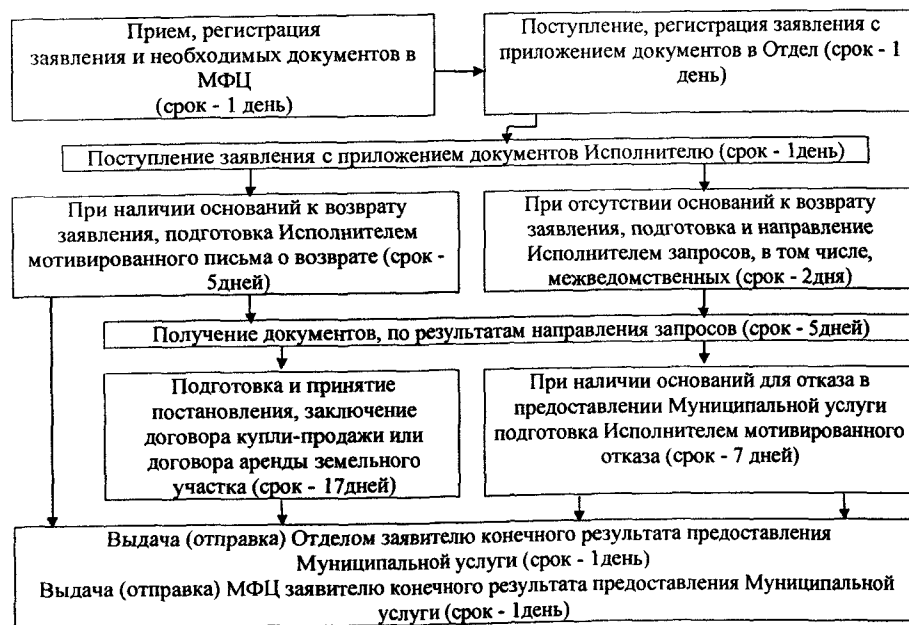 Прием, регистрация
заявления и необходимых документов в
МФЦ
(срок - 1 день)
Поступление, регистрация заявления с
приложением документов в Отдел (срок - 1
день)
Поступление заявления с приложением документов Исполнителю (срок - 1день)
При наличии оснований к возврату
заявления, подготовка Исполнителем
мотивированного письма о возврате (срок -
5дней)
При отсутствии оснований к возврату
заявления, подготовка и направление
Исполнителем запросов, в том числе,
межведомственных (срок - 2дня)
Получение документов, по результатам направления запросов (срок - 5дней)
Подготовка и принятие
постановления, заключение
договора купли-продажи или
договора аренды земельного
участка (срок - 17дней)
При наличии оснований для отказа в
предоставлении Муниципальной услуги
подготовка Исполнителем мотивированного
отказа (срок - 7 дней)
Выдача (отправка) Отделом заявителю конечного результата предоставления
Муниципальной услуги (срок - 1день)
Выдача (отправка) МФЦ заявителю конечного результата предоставления Муниципальной
услуги (срок - 1день)